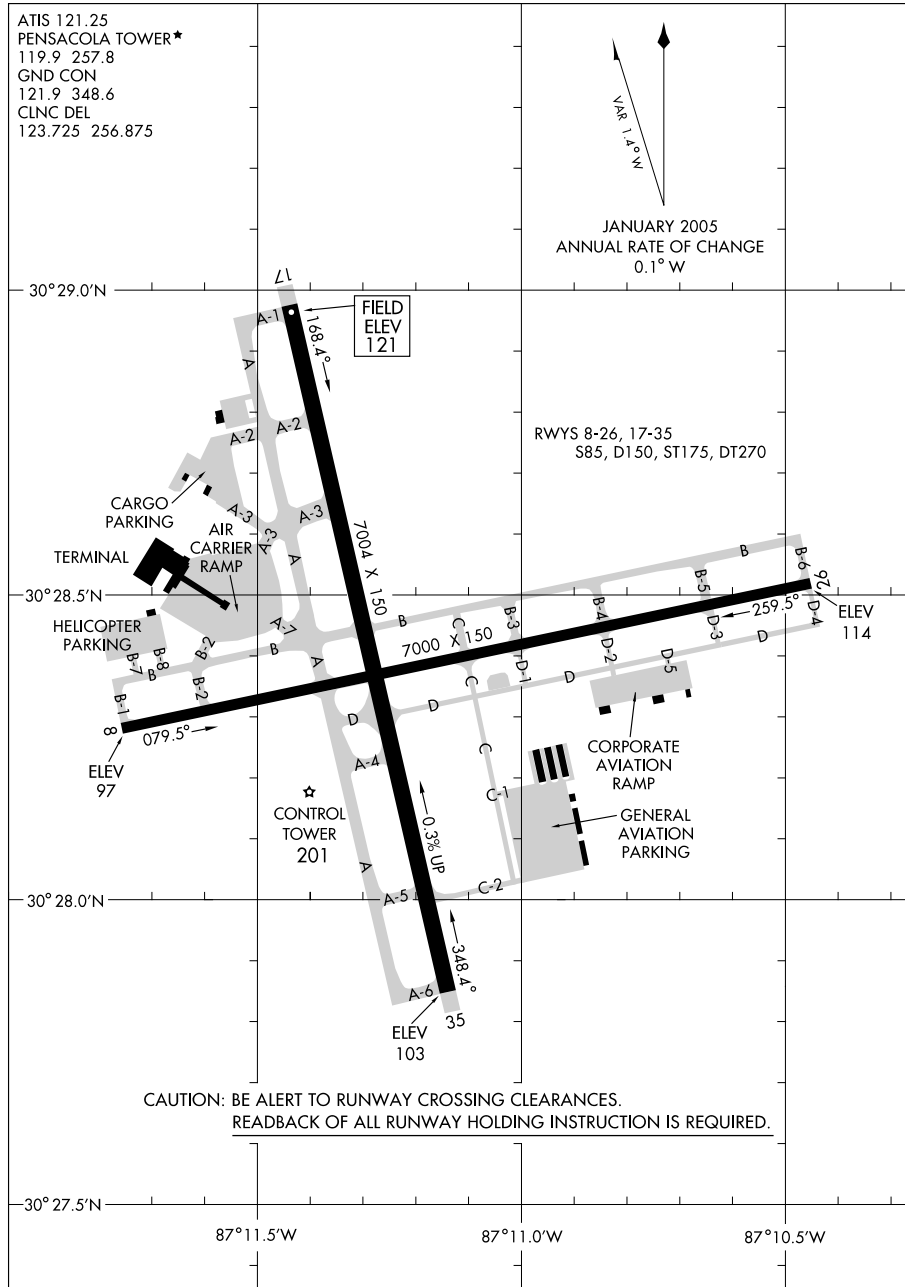 ATIS 121.25
PENSACOLA TOWER★
119.9 257.8
GND CON
121.9 348.6
CLNC DEL
123.725 256.875
VAR 1.4° W
JANUARY 2005
ANNUAL RATE OF CHANGE
0.1° W
30°29.0'N
17
A-1
FIELD
ELEV
121
168.4°
A
A-2
A-2
RWYS 8-26, 17-35
S85, D150, ST175, DT270
CARGO
PARKING
A-3
A-3
A-3
A
AIR
CARRIER
RAMP
7004 X 150
TERMINAL
30°28.5'N
HELICOPTER
PARKING
B
B-6
26
B-5
B-4
B-3
C
B
259.5°
D-4
ELEV
114
D-3
D
A-7
B-2
B
A
7000 X 150
B-8
B-7
B
B-1
B-2
C
D-1
D-2
D
D-5
8
079.5°
D
D
ELEV
97
A-4
C
CORPORATE
AVIATION
RAMP
CONTROL
TOWER
201
C-1
GENERAL
AVIATION
PARKING
0.3% UP
A
C-2
30°28.0'N
A-5
348.4°
A-6
35
ELEV
103
CAUTION: BE ALERT TO RUNWAY CROSSING CLEARANCES.
READBACK OF ALL RUNWAY HOLDING INSTRUCTION IS REQUIRED.
30°27.5'N
87°11.5'W
87°11.0'W
87°10.5'W